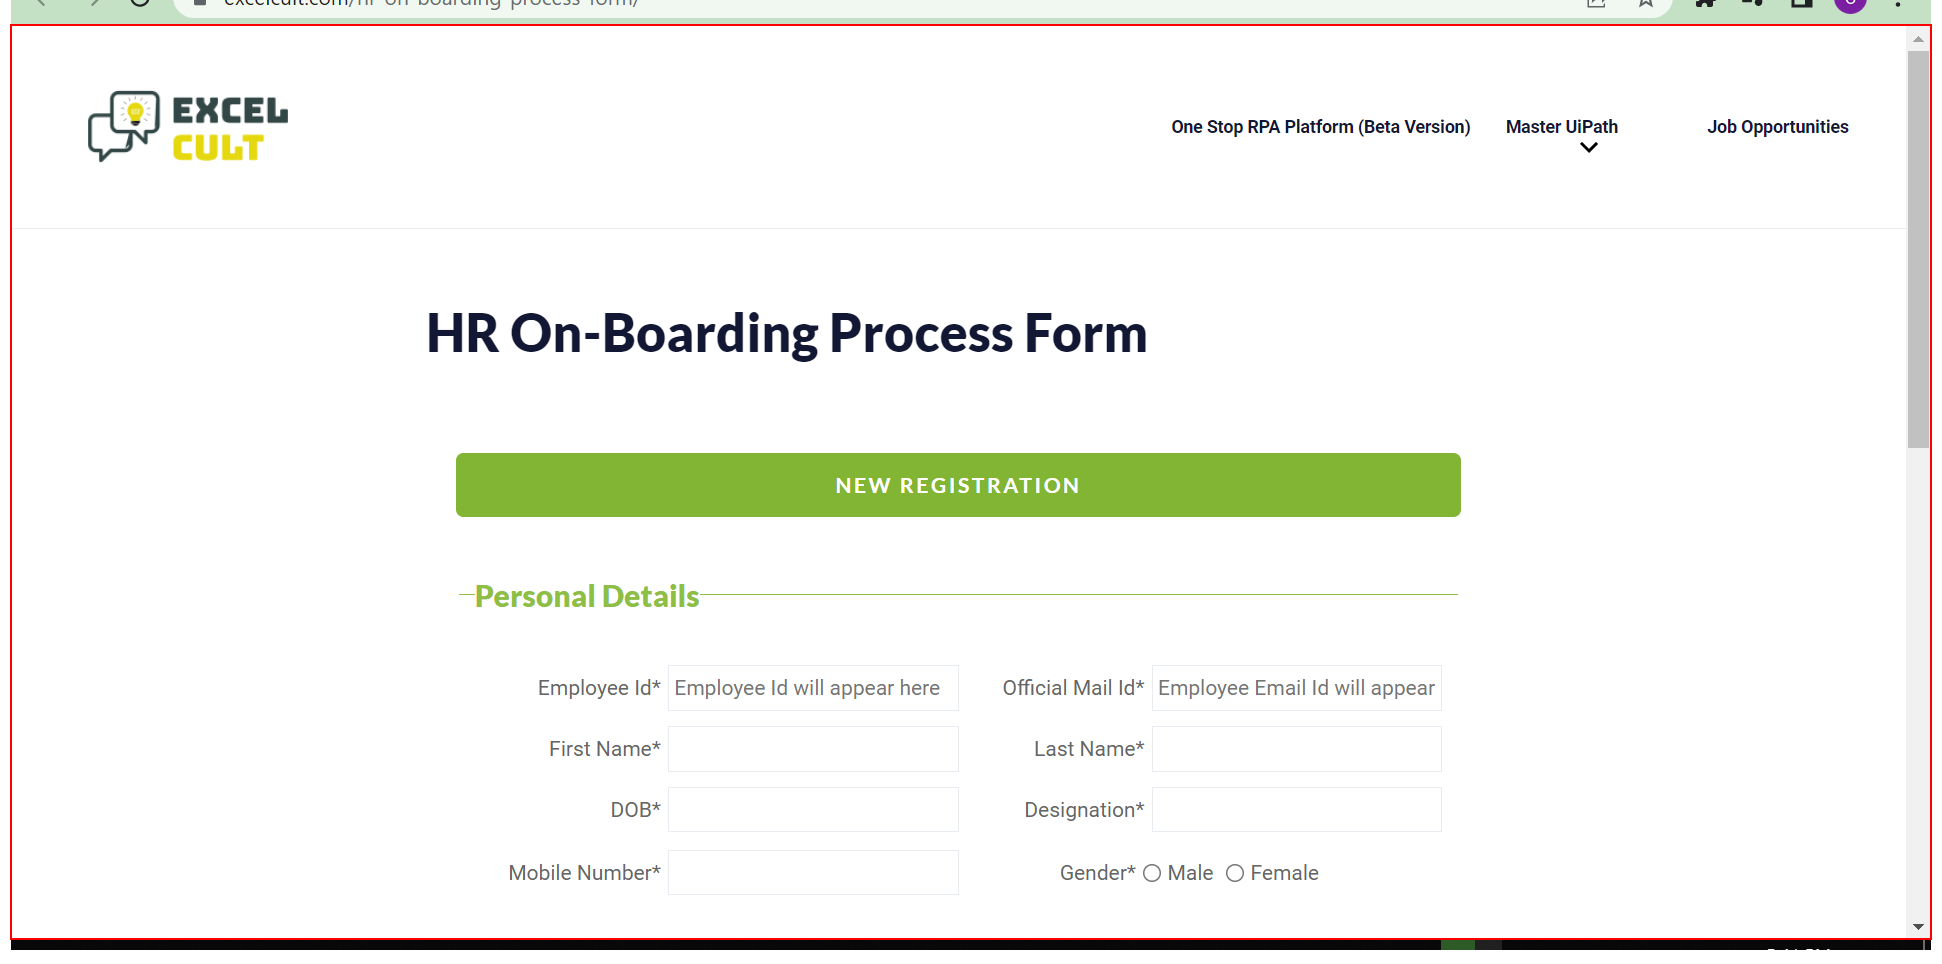 excelcult.com/hr-on-boarding-process-form/
EXCEL
CULT
One Stop RPA Platform (Beta Version) Master UiPath Job Opportunities
HR On-Boarding Process Form
NEW REGISTRATION
Personal Details
Employee Id* Employee Id will appear here Official Mail Id* Employee Email Id will appear
First Name* Last Name*
DOB* Designation*
Mobile Number* Gender* Male Female